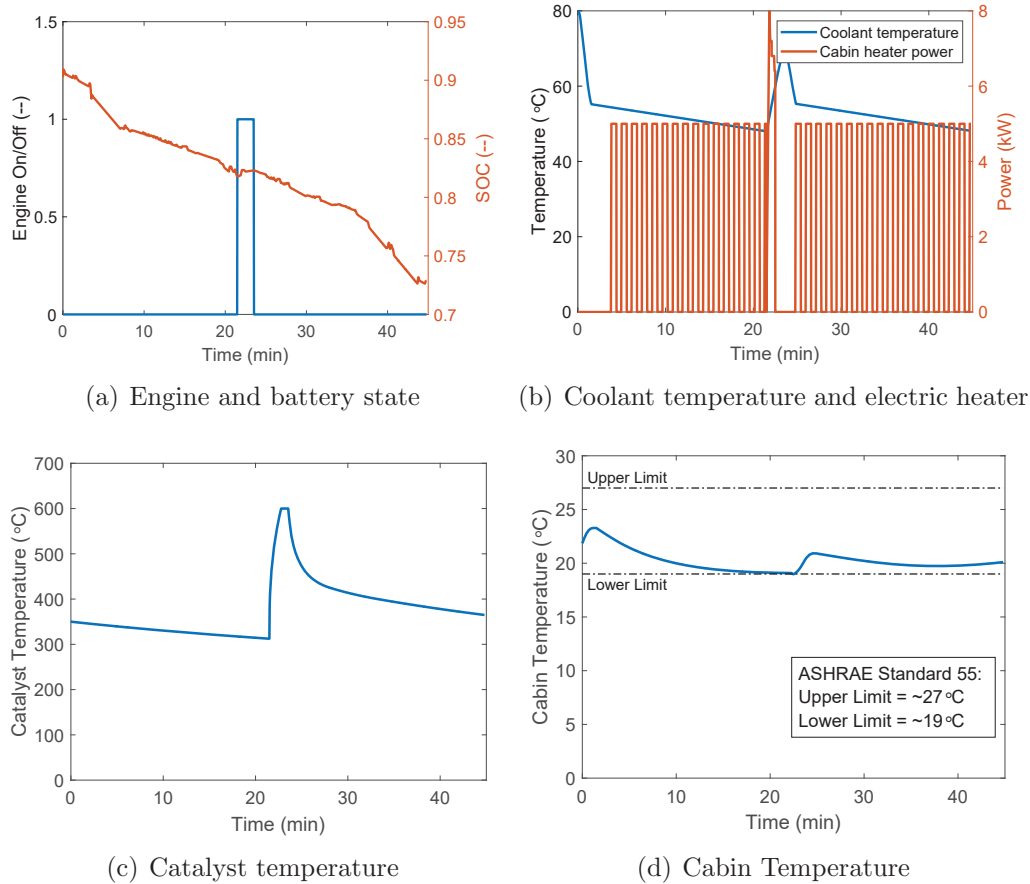 1.5
1
0.5
0
0.95
0.9
0.85
0.8
0.75
0.7
0
10
20
30
40
Engine On/Off (--)
SOC (--)
Time (min)
(a) Engine and battery state
80
60
40
20
0
8
6
4
2
0
0
10
20
30
40
Coolant temperature
Cabin heater power
Temperature (°C)
Power (kW)
Time (min)
(b) Coolant temperature and electric heater
700
600
500
400
300
200
100
0
0
10
20
30
40
Catalyst Temperature (°C)
Time (min)
(c) Catalyst temperature
30
25
20
15
10
5
0
0
10
20
30
40
Upper Limit
Lower Limit
ASHRAE Standard 55:
Upper Limit = ~27°C
Lower Limit = ~19°C
Cabin Temperature (°C)
Time (min)
(d) Cabin Temperature